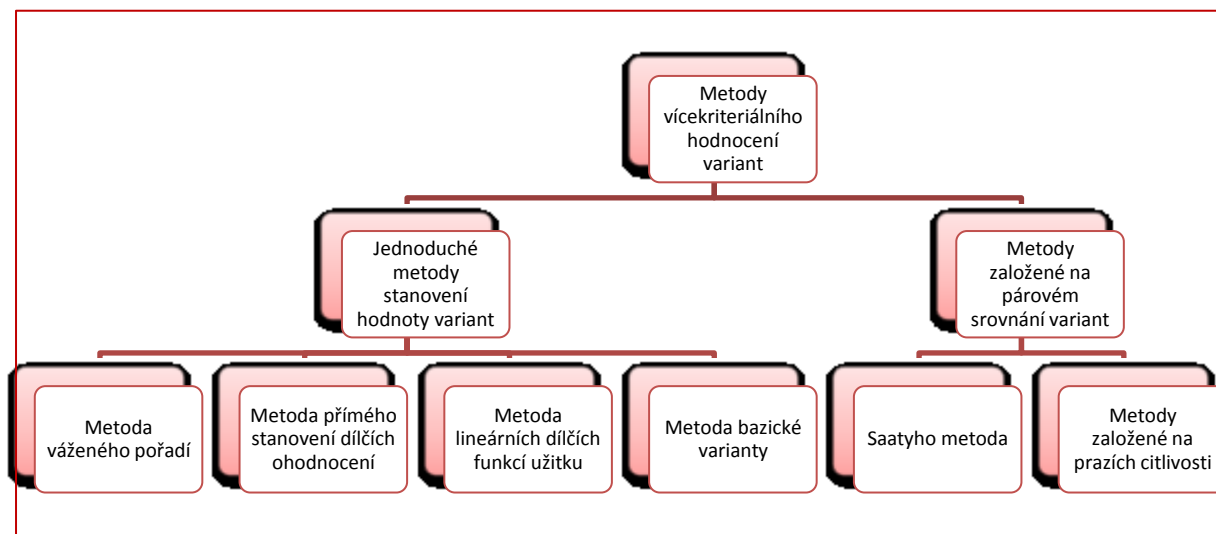 Metody
vícekriteriálního
hodnocení
variant
Jednoduché
metody
stanovení
hodnoty variant
Metody
založené na
párovém
srovnání variant
Metoda
váženého pořadí
Metoda přímého
stanovení dílčích
ohodnocení
Metoda
lineárních dílčích
funkcí užitku
Metoda bazické
varianty
Saatyho metoda
Metody
založené na
prazích citlivosti